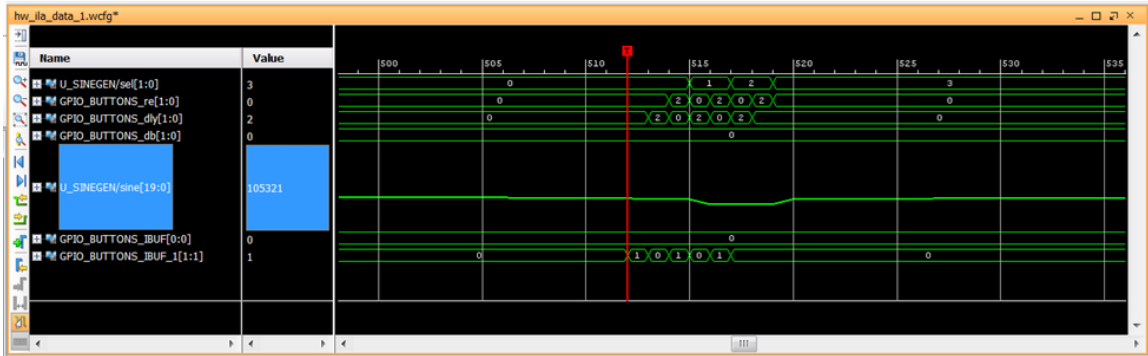 hw_ila_data_1.wcfg*
Name Value
500 505 510 515 520 525 530 535
U_SINEGEN/sel[1:0] 3 0 1 2 3
GPIO_BUTTONS_re[1:0] 0 0 2 0 2 0 2 0
GPIO_BUTTONS_dly[1:0] 2 0 2 0 2 0 2 0
GPIO_BUTTONS_db[1:0] 0 0
U_SINEGEN/sine[19:0] 105321
GPIO_BUTTONS_IBUF[0:0] 0 0
GPIO_BUTTONS_IBUF_1[1:1] 1 0 1 0 1 0 1 0